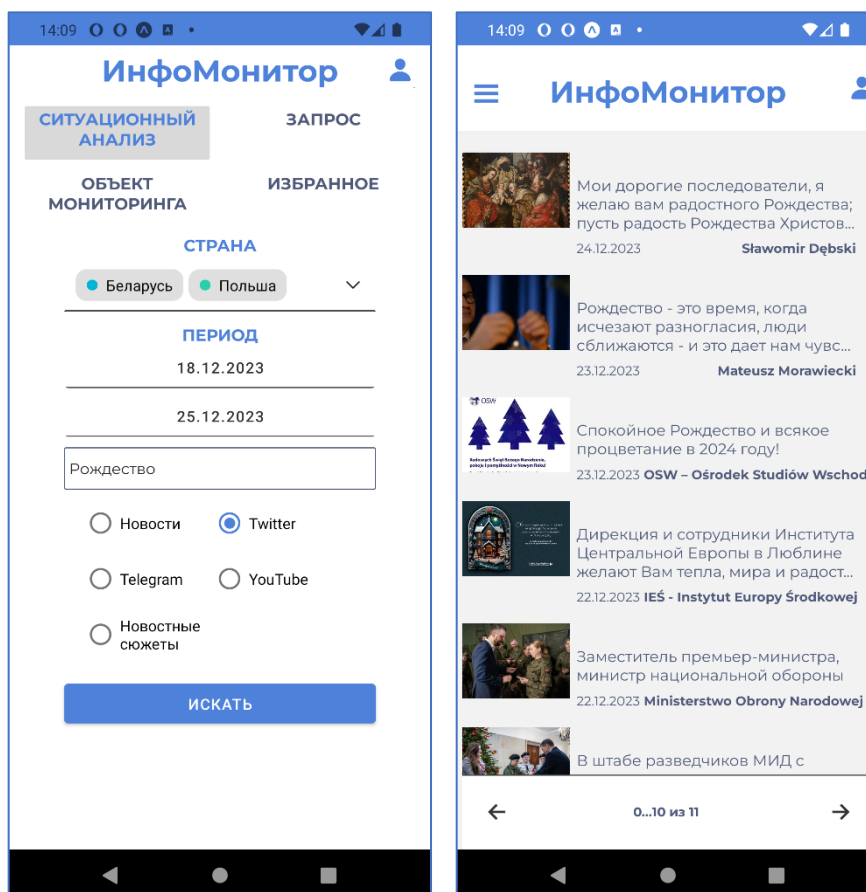 14:09
ИнфоМонитор
СИТУАЦИОННЫЙ
АНАЛИЗ
ЗАПРОС
ОБЪЕКТ
МОНИТОРИНГА
ИЗБРАННОЕ
СТРАНА
Беларусь Польша
ПЕРИОД
18.12.2023
25.12.2023
Рождество
Новости Twitter
Telegram YouTube
Новостные
сюжеты
ИСКАТЬ
14:09
ИнфоМонитор
Мои дорогие последователи, я
желаю вам радостного Рождества;
пусть радость Рождества Христов...
24.12.2023 Sławomir Dębski
Рождество - это время, когда
исчезают разногласия, люди
сближаются - и это дает нам чувс...
23.12.2023 Mateusz Morawiecki
OSW
Спокойное Рождество и всякое
процветание в 2024 году!
23.12.2023 OSW – Ośrodek Studiów Wschod
Дирекция и сотрудники Института
Центральной Европы в Люблине
желают Вам тепла, мира и радост...
22.12.2023 IEŚ - Instytut Europy Środkowej
Заместитель премьер-министра,
министр национальной обороны
22.12.2023 Ministerstwo Obrony Narodowej
В штабе разведчиков МИД с
0...10 из 11